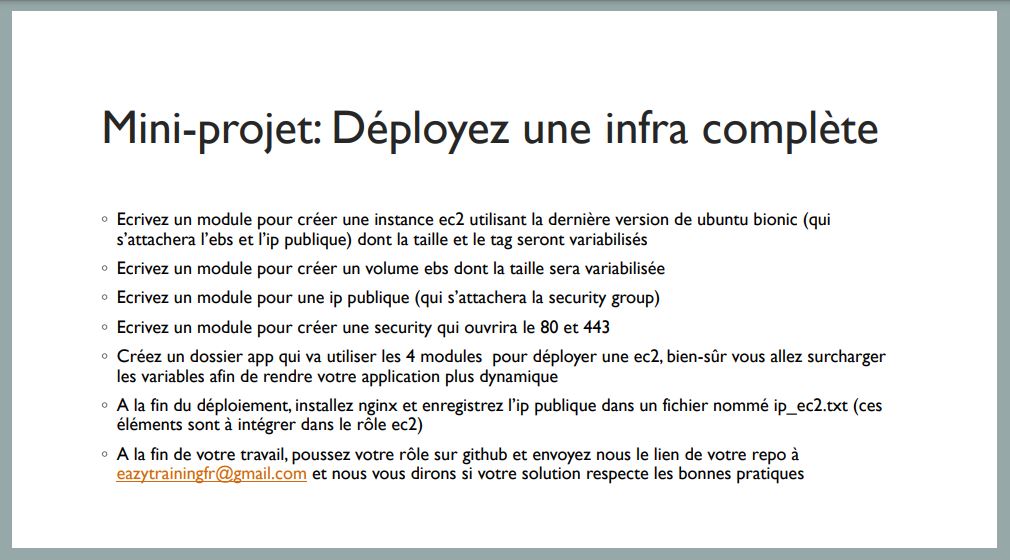 Mini-projet: Déployez une infra complète
◦ Ecrivez un module pour créer une instance ec2 utilisant la dernière version de ubuntu bionic (qui
s'attachera l'ebs et l'ip publique) dont la taille et le tag seront variabilisés
◦ Ecrivez un module pour créer un volume ebs dont la taille sera variabilisée
◦ Ecrivez un module pour une ip publique (qui s'attachera la security group)
◦ Ecrivez un module pour créer une security qui ouvrira le 80 et 443
◦ Créez un dossier app qui va utiliser les 4 modules pour déployer une ec2, bien-sûr vous allez surcharger
les variables afin de rendre votre application plus dynamique
◦ A la fin du déploiement, installez nginx et enregistrez l'ip publique dans un fichier nommé ip_ec2.txt (ces
éléments sont à intégrer dans le rôle ec2)
◦ A la fin de votre travail, poussez votre rôle sur github et envoyez nous le lien de votre repo à
eazytrainingfr@gmail.com et nous vous dirons si votre solution respecte les bonnes pratiques